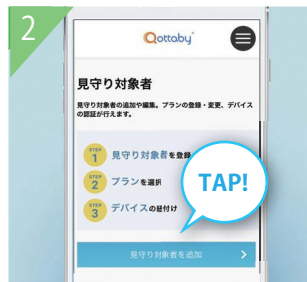 2
Qottaby
見守り対象者
見守り対象者の追加や編集。プランの登録・変更、デバイス
の認証が行えます。
STEP
1
見守り対象者を登録
STEP
2
プランを選択
STEP
3
デバイスの紐付け
TAP!
見守り対象者を追加